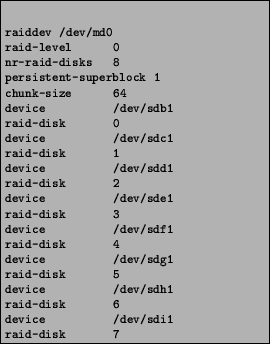 raiddev /dev/md0
raid-level 0
nr-raid-disks 8
persistent-superblock 1
chunk-size 64
device /dev/sdb1
raid-disk 0
device /dev/sdc1
raid-disk 1
device /dev/sdd1
raid-disk 2
device /dev/sde1
raid-disk 3
device /dev/sdf1
raid-disk 4
device /dev/sdg1
raid-disk 5
device /dev/sdh1
raid-disk 6
device /dev/sdi1
raid-disk 7